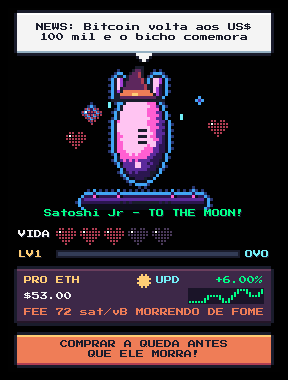 NEWS: Bitcoin volta aos US$
100 mil e o bicho comemora
Satoshi Jr - TO THE MOON!
VIDA
LV1 OVO
PRO ETH UPD +6.00%
$53.00
FEE 72 sat/vB MORRENDO DE FOME
COMPRAR A QUEDA ANTES
QUE ELE MORRA!